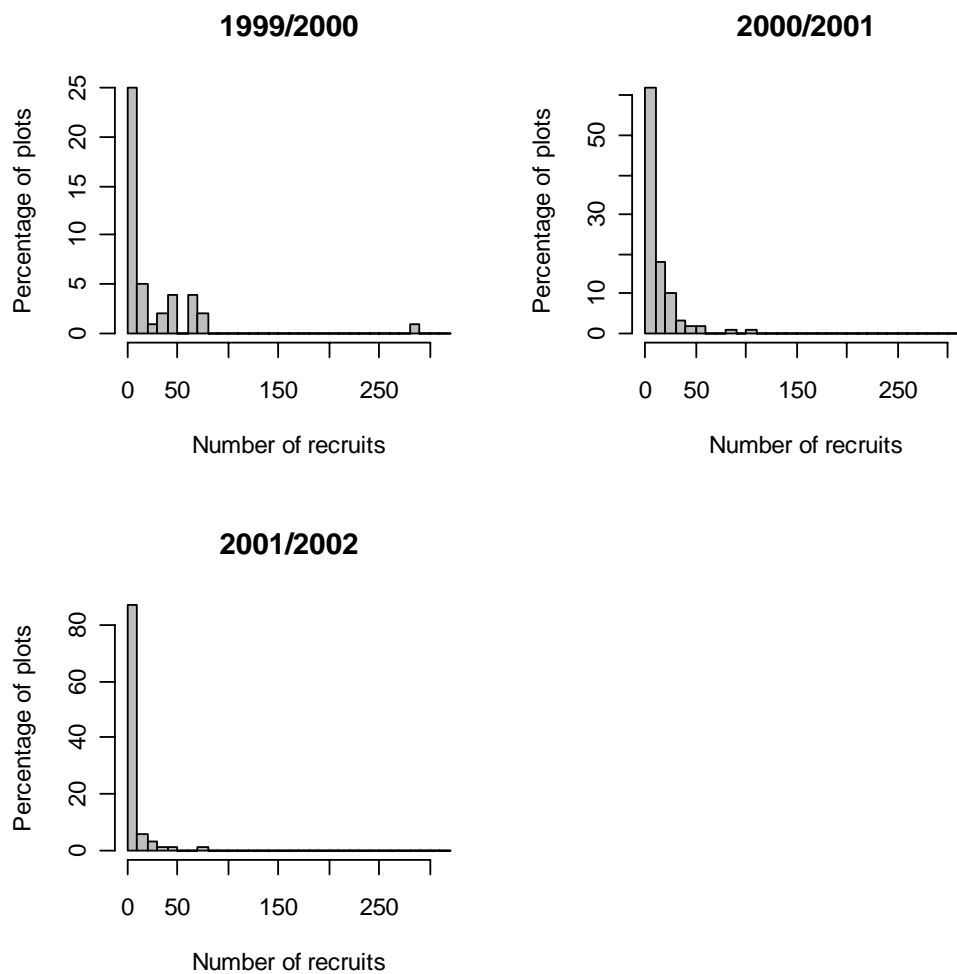 1999/2000
Percentage of plots
0 5 10 15 20 25
0 50 150 250
Number of recruits
2000/2001
Percentage of plots
0 10 30 50
0 50 150 250
Number of recruits
2001/2002
Percentage of plots
0 20 40 60 80
0 50 150 250
Number of recruits